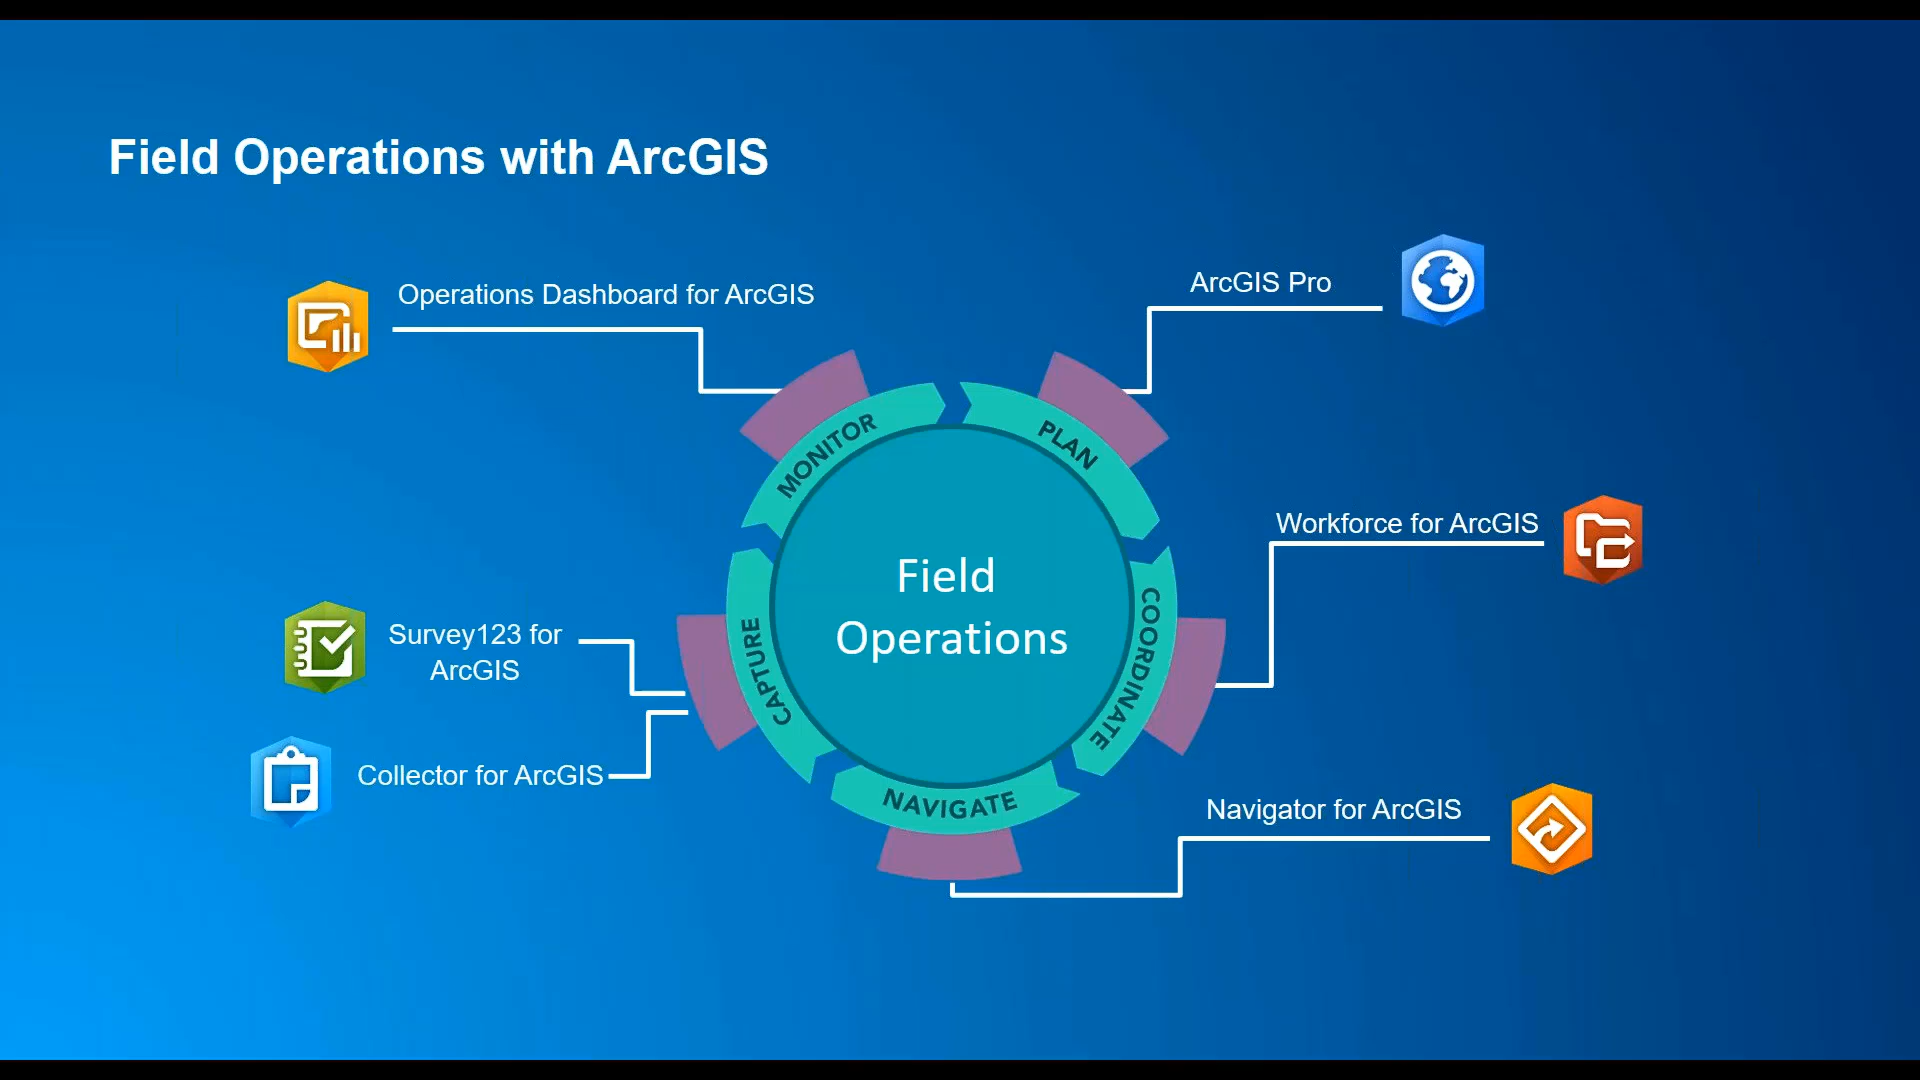 Field Operations with ArcGIS
Operations Dashboard for ArcGIS
ArcGIS Pro
MONITOR
PLAN
Workforce for ArcGIS
Field
Operations
COORDINATE
CAPTURE
Survey123 for
ArcGIS
Collector for ArcGIS
NAVIGATE
Navigator for ArcGIS